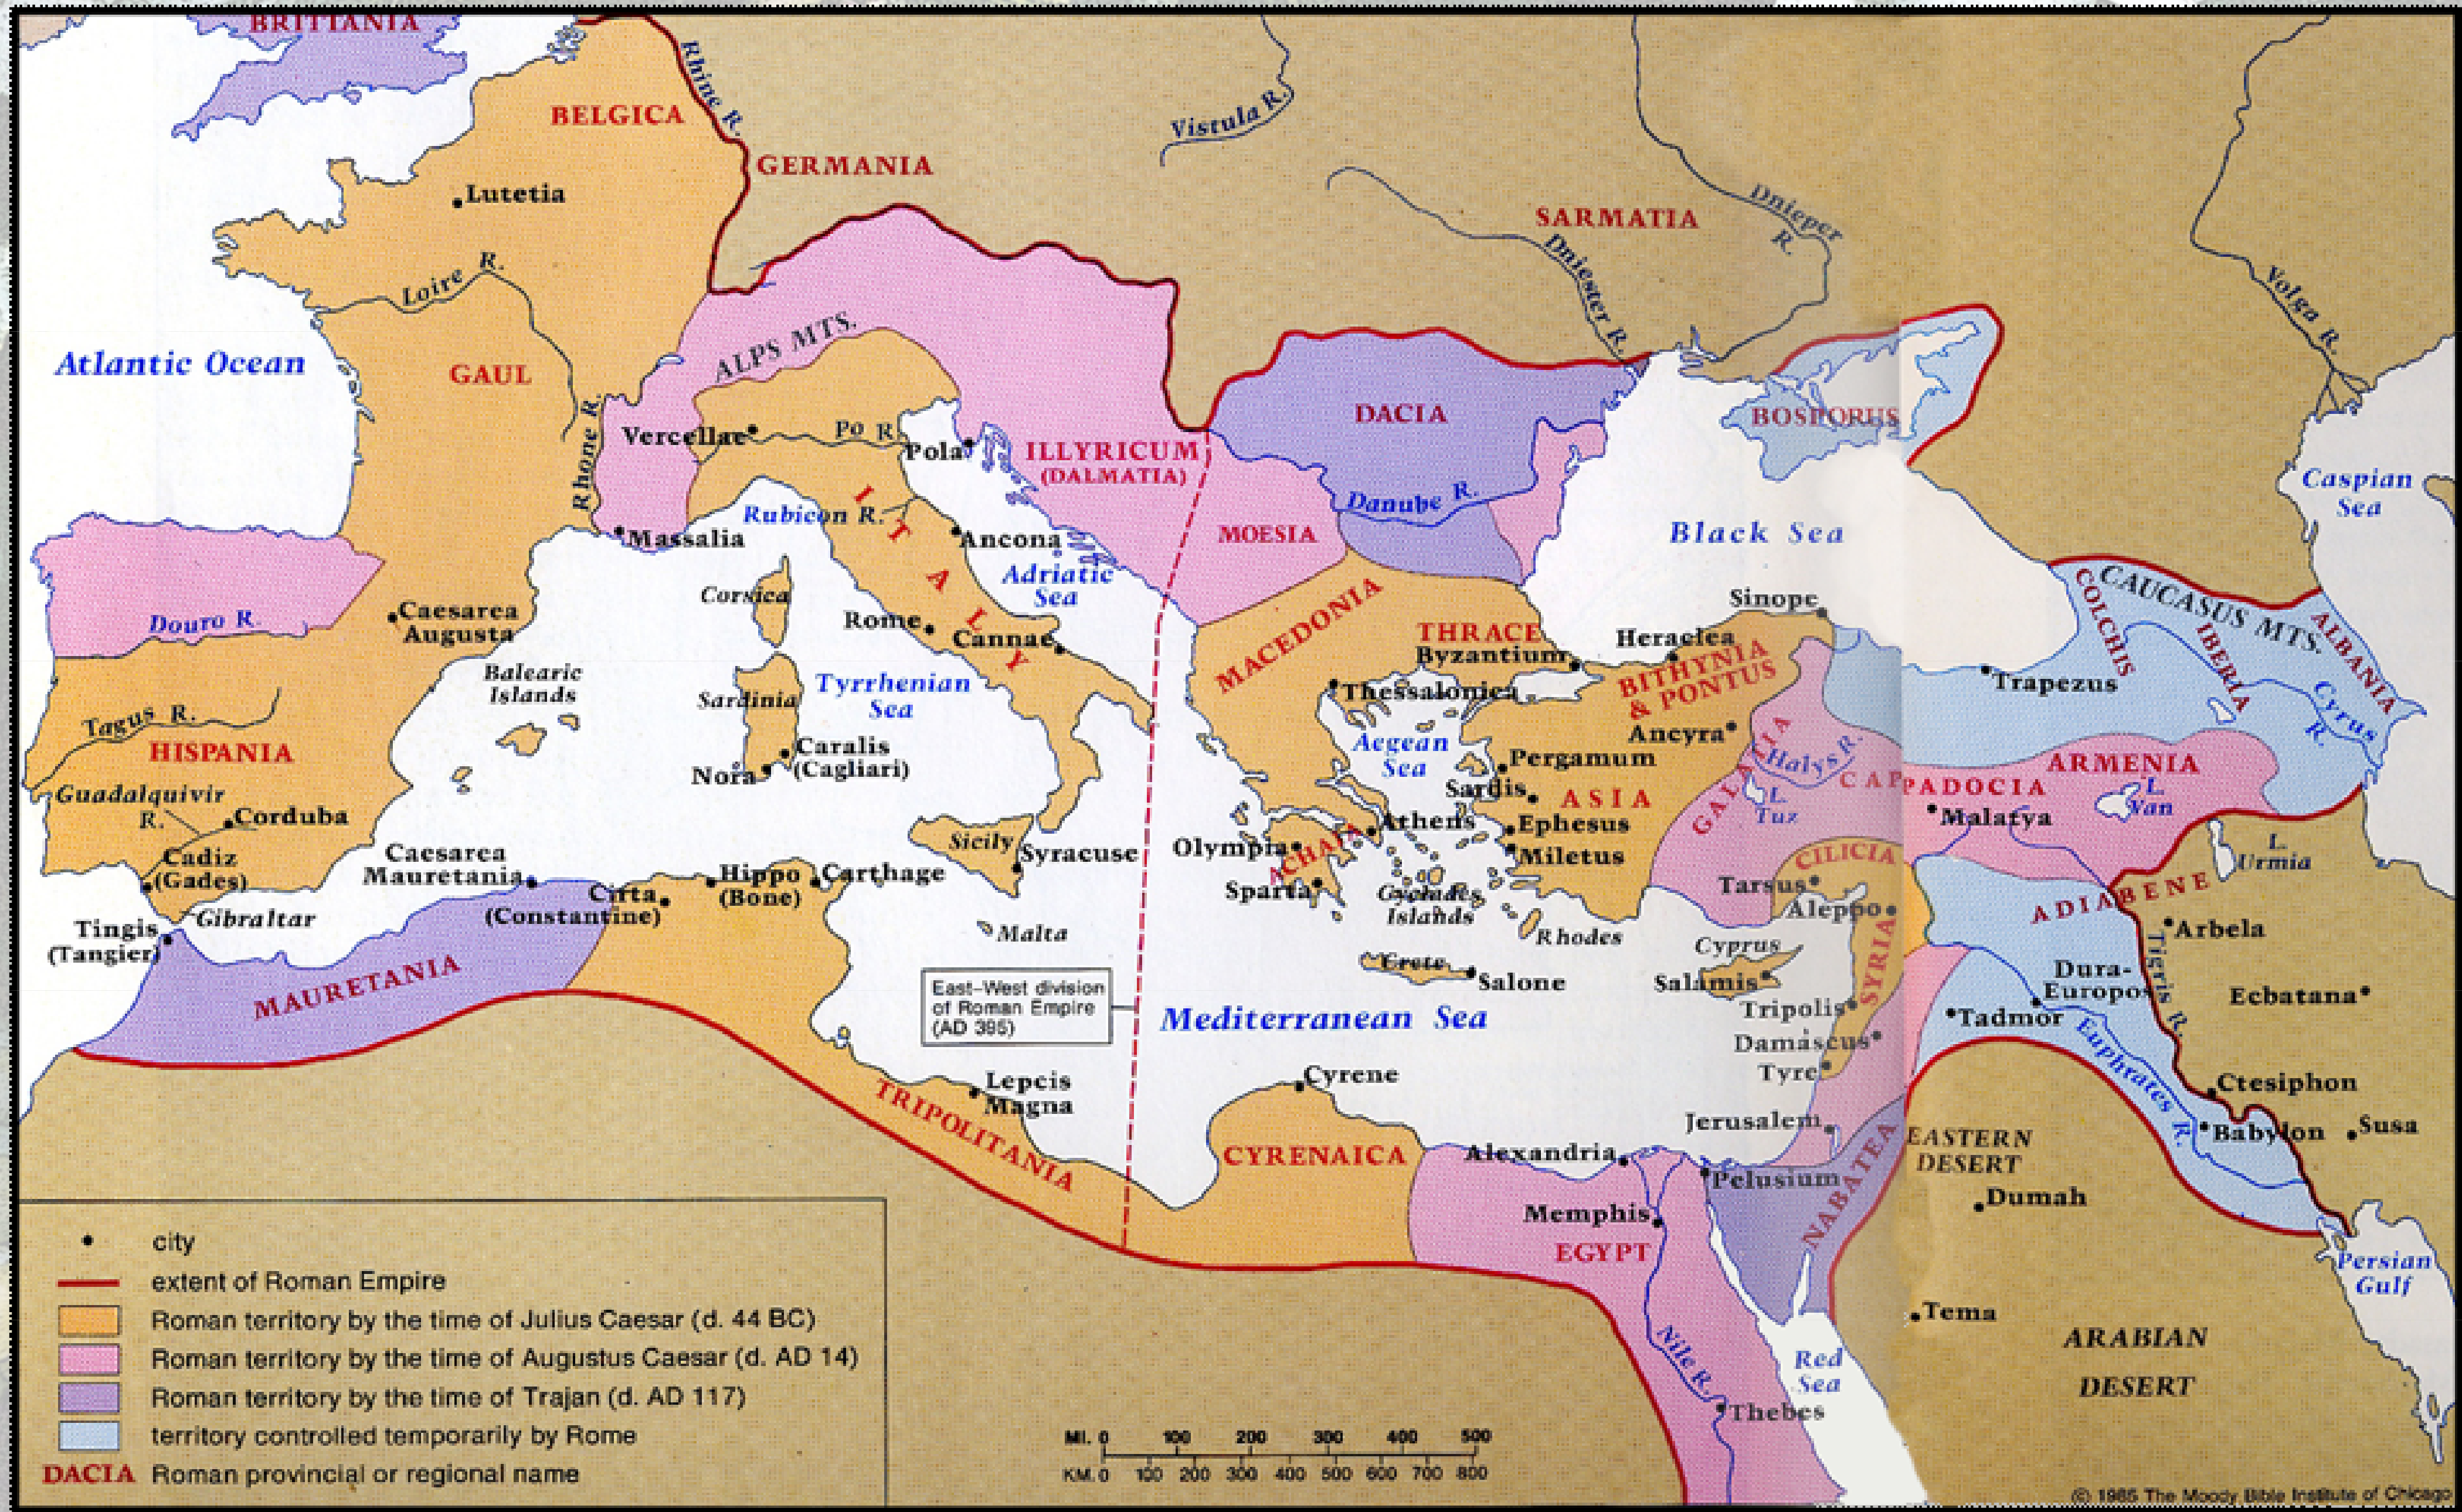 BRITTANIA
Rhine R.
BELGICA
GERMANIA
Vistula R.
Lutetia
SARMATIA
Dnieper
R.
Dniester R.
Volga R.
Loire R.
Atlantic Ocean
GAUL
ALPS MTS.
Rhone R.
Vercellae
Po R.
Pola
ILLYRICUM
(DALMATIA)
DACIA
BOSPORUS
Caspian
Sea
Danube R.
Rubicon R.
ITALY
Massalia
Ancona
MOESIA
Black Sea
Adriatic
Sea
Corsica
Douro R.
Caesarea
Augusta
Rome
Cannae
MACEDONIA
THRACE
Byzantium
Sinope
Heraclea
BITHYNIA
& PONTUS
COLCHIS
CAUCASUS MTS.
IBERIA
ALBANIA
Cyrus
R.
Trapezus
Balearic
Islands
Sardinia
Tyrrhenian
Sea
Thessalonica
Tagus R.
HISPANIA
Caralis
(Cagliari)
Nora
Aegean
Sea
Ancyra
Pergamum
Sardis
ASIA
GALATIA
Halys R.
L.
Tuz
CAPPADOCIA
ARMENIA
L.
Van
Malatya
Guadalquivir
R.
Corduba
Cadiz
(Gades)
Caesarea
Mauretania
Sicily
Syracuse
Olympia
ACHAIA
Athens
Ephesus
Miletus
Sparta
Cyclades
Islands
Rhodes
CILICIA
Tarsus
Aleppo
L.
Urmia
ADIABENE
Arbela
Tigris R.
Gibraltar
Tingis
(Tangier)
Cirta
(Constantine)
Hippo
(Bone)
Carthage
MAURETANIA
Malta
Crete
Salone
Cyprus
Salamis
SYRIA
Tripolis
Damascus
Tyre
Dura-
Europos
Tadmor
Ecbatana
East-West division
of Roman Empire
(AD 395)
Mediterranean Sea
Euphrates R.
Ctesiphon
Babylon
Susa
Lepcis
Magna
TRIPOLITANIA
Cyrene
CYRENAICA
Alexandria
Jerusalem
Pelusium
NABATEA
EASTERN
DESERT
Dumah
Memphis
EGYPT
Persian
Gulf
Tema
ARABIAN
DESERT
Nile R.
Red
Sea
Thebes
city
extent of Roman Empire
Roman territory by the time of Julius Caesar (d. 44 BC)
Roman territory by the time of Augustus Caesar (d. AD 14)
Roman territory by the time of Trajan (d. AD 117)
territory controlled temporarily by Rome
DACIA Roman provincial or regional name
MI. 0 100 200 300 400 500
KM. 0 100 200 300 400 500 600 700 800
© 1985 The Moody Bible Institute of Chicago